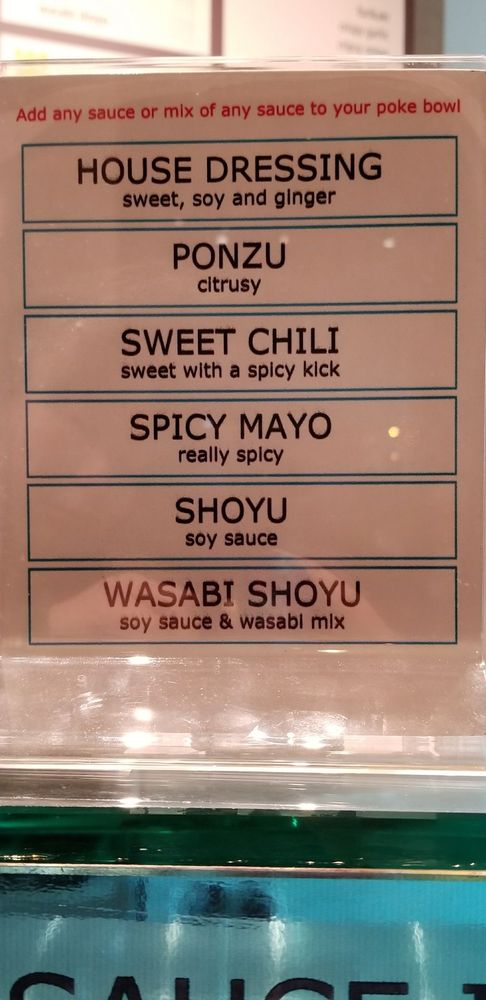 Add any sauce or mix of any sauce to your poke bowl
HOUSE DRESSING
sweet, soy and ginger
PONZU
citrusy
SWEET CHILI
sweet with a spicy kick
SPICY MAYO
really spicy
SHOYU
soy sauce
WASABI SHOYU
soy sauce & wasabi mix
SAUCE